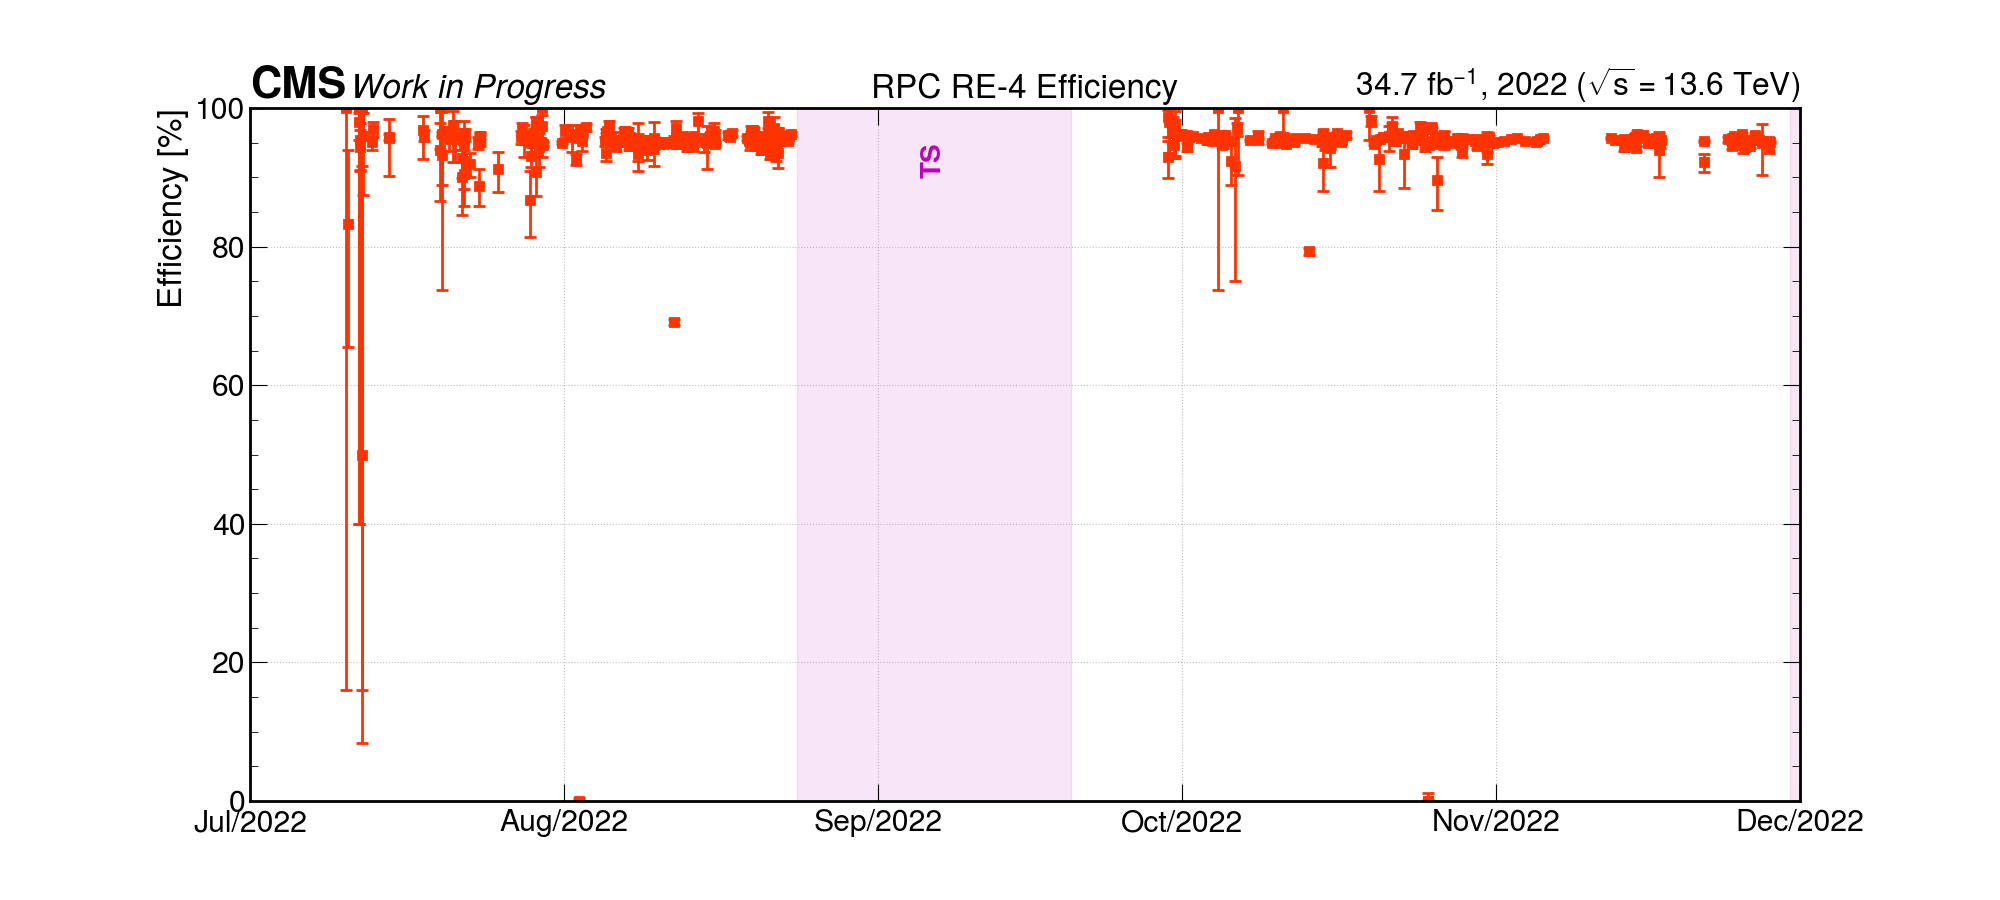 CMS Work in Progress RPC RE-4 Efficiency 34.7 fb⁻¹, 2022 (√s = 13.6 TeV)
Efficiency [%]
100
80
60
40
20
0
TS
Jul/2022 Aug/2022 Sep/2022 Oct/2022 Nov/2022 Dec/2022